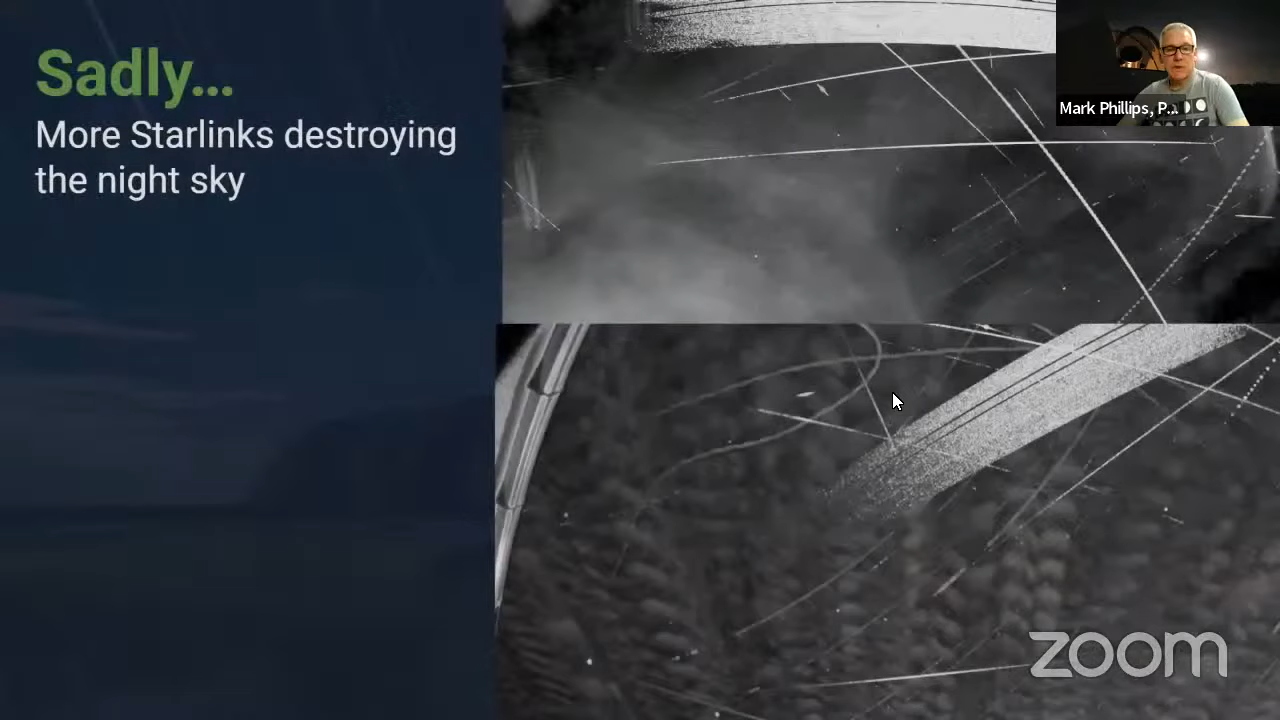 Sadly...
More Starlinks destroying
the night sky
Mark Phillips, P...
zoom